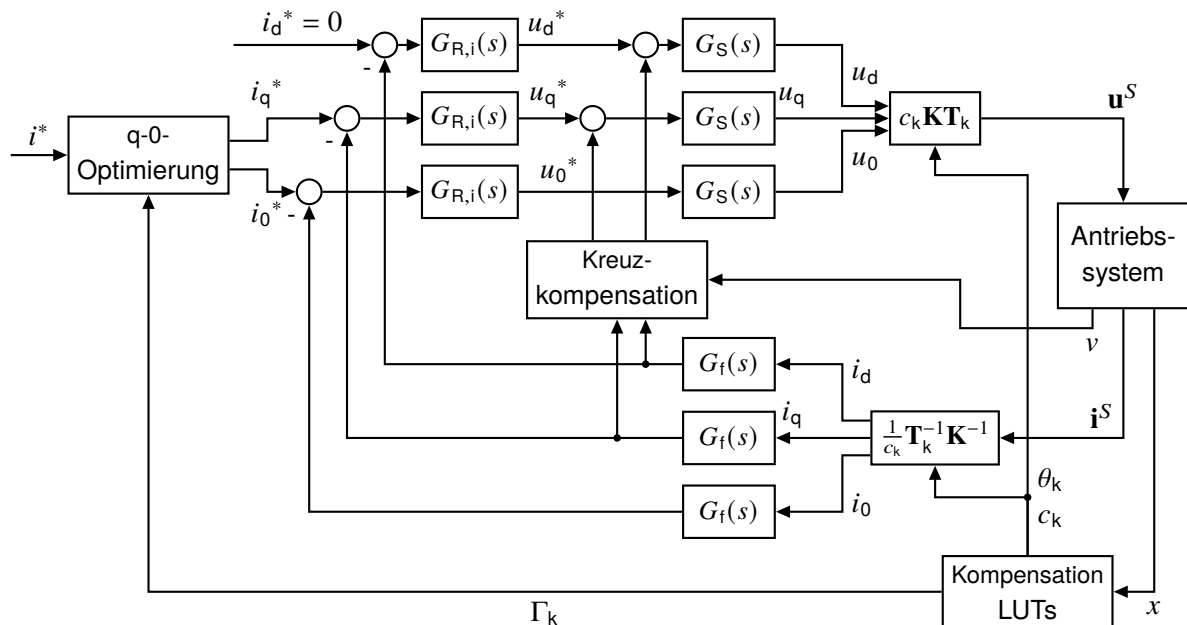 i_d* = 0
G_R,i(s)
u_d*
G_S(s)
-
u_d
i_q*
G_R,i(s)
u_q*
G_S(s)
u_q
c_k KT_k
u^S
i*
q-0-
Optimierung
-
u_0
i_0*
-
G_R,i(s)
u_0*
G_S(s)
Antriebs-
system
Kreuz-
kompensation
v
G_f(s)
i_d
G_f(s)
i_q
1/c_k T_k^-1 K^-1
i^S
G_f(s)
i_0
θ_k
c_k
Kompensation
LUTs
x
Γ_k